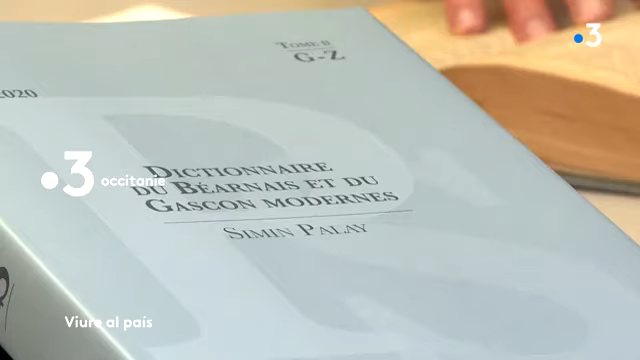 TOME II
G-Z
2020
DICTIONNAIRE
DU BÉARNAIS ET DU
GASCON MODERNES
SIMIN PALAY
3
3 occitanie
Viure al país